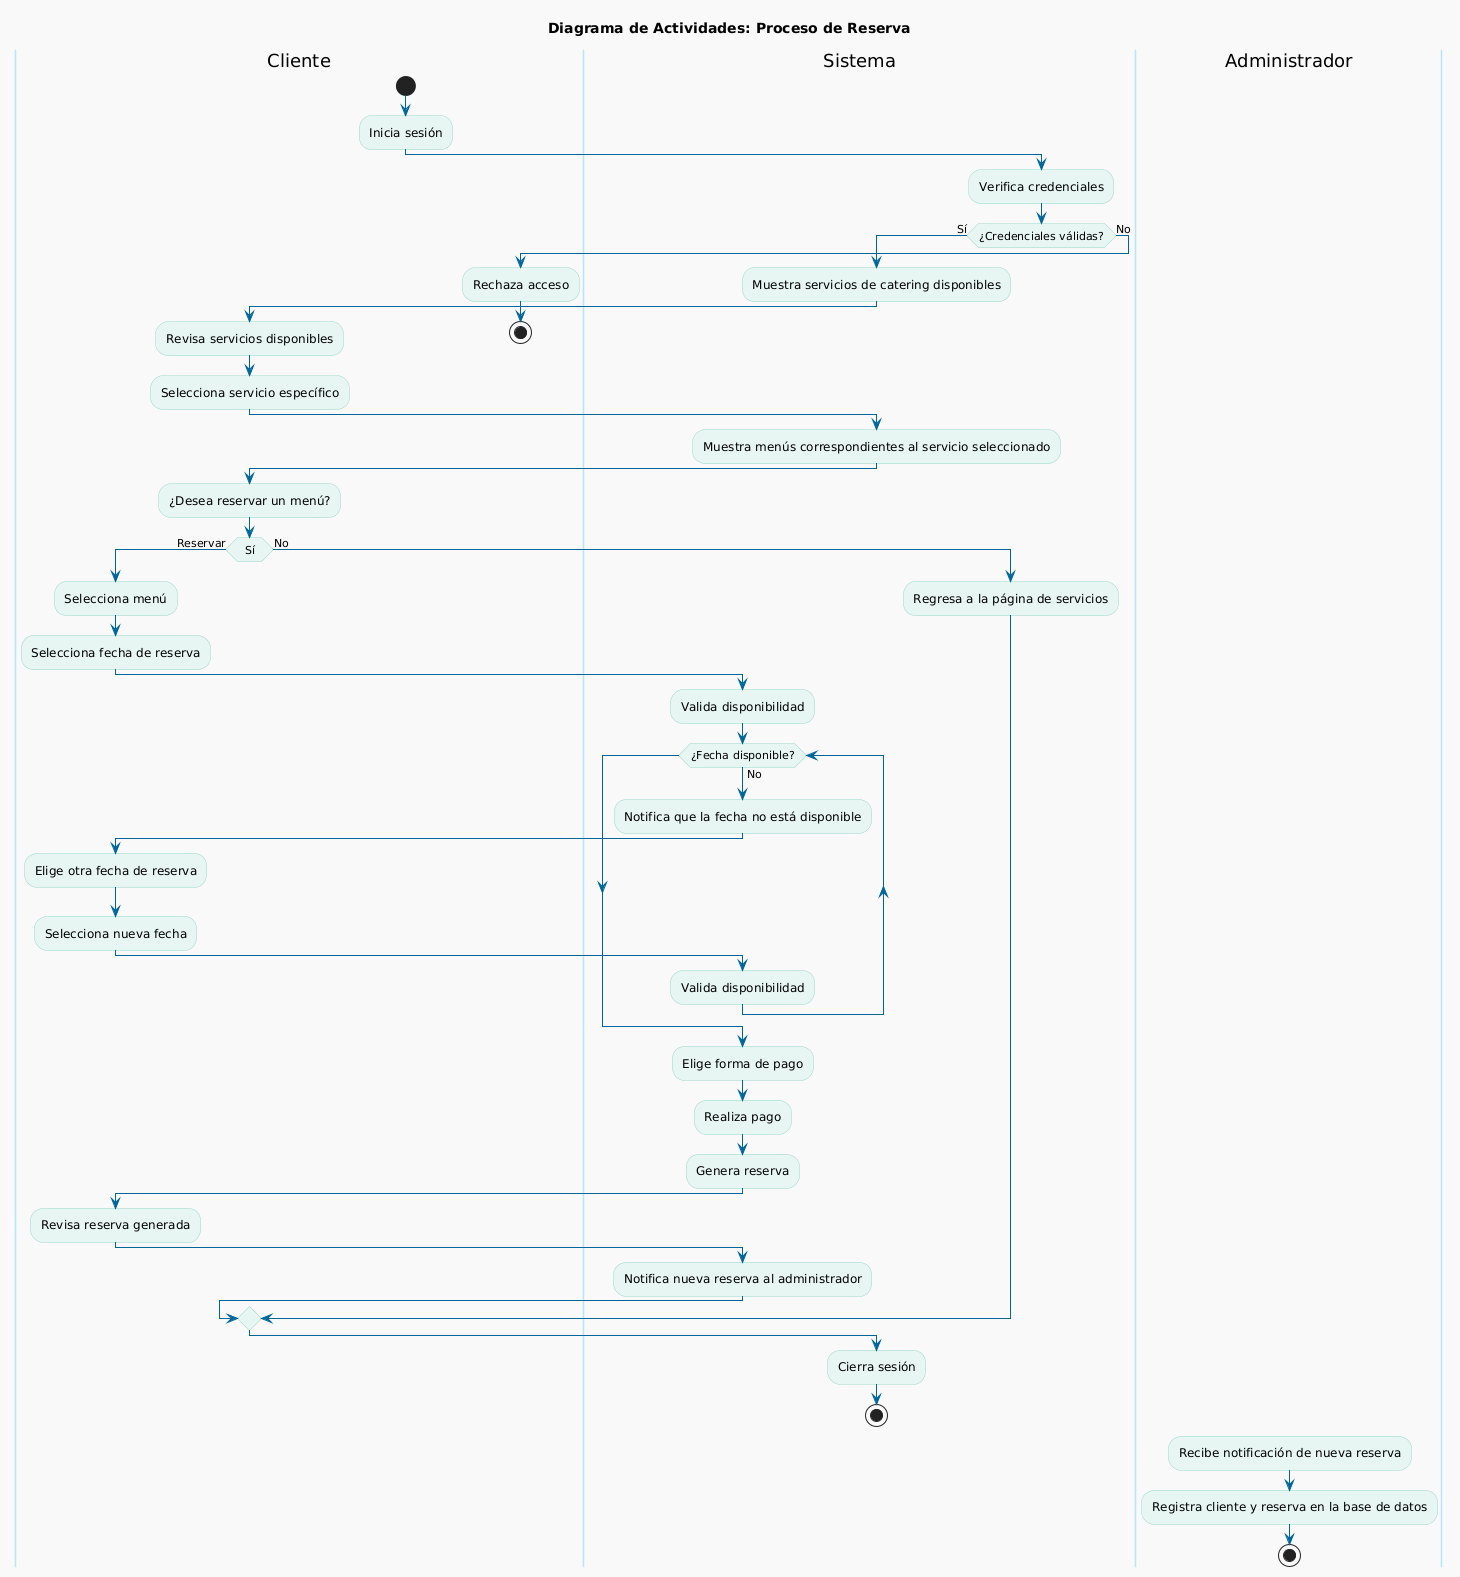 Diagrama de Actividades: Proceso de Reserva
Cliente
Sistema
Administrador
Inicia sesión
Verifica credenciales
Sí
¿Credenciales válidas?
No
Rechaza acceso
Muestra servicios de catering disponibles
Revisa servicios disponibles
Selecciona servicio específico
Muestra menús correspondientes al servicio seleccionado
¿Desea reservar un menú?
Reservar
Sí
No
Selecciona menú
Regresa a la página de servicios
Selecciona fecha de reserva
Valida disponibilidad
¿Fecha disponible?
No
Notifica que la fecha no está disponible
Elige otra fecha de reserva
Selecciona nueva fecha
Valida disponibilidad
Elige forma de pago
Realiza pago
Genera reserva
Revisa reserva generada
Notifica nueva reserva al administrador
Cierra sesión
Recibe notificación de nueva reserva
Registra cliente y reserva en la base de datos